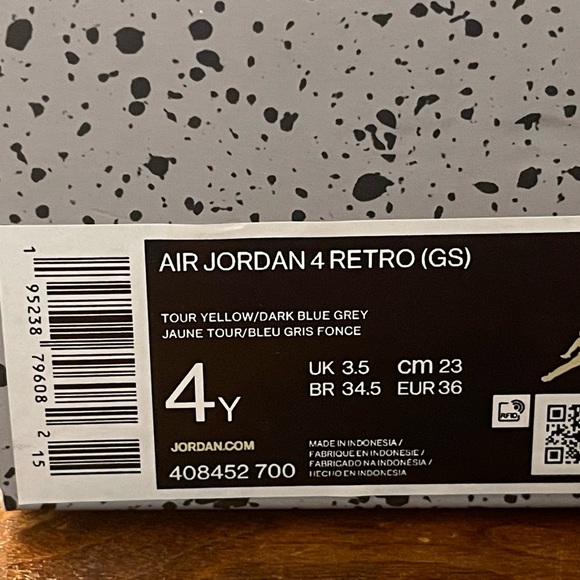 AIR JORDAN 4 RETRO (GS)
TOUR YELLOW/DARK BLUE GREY
JAUNE TOUR/BLEU GRIS FONCE
4Y
UK 3.5 cm 23
BR 34.5 EUR 36
RFID
JORDAN.COM
408452 700
MADE IN INDONESIA /
FABRIQUE EN INDONESIE /
FABRICADO NA INDONÉSIA /
HECHO EN INDONESIA
1 95238 79608 2 15